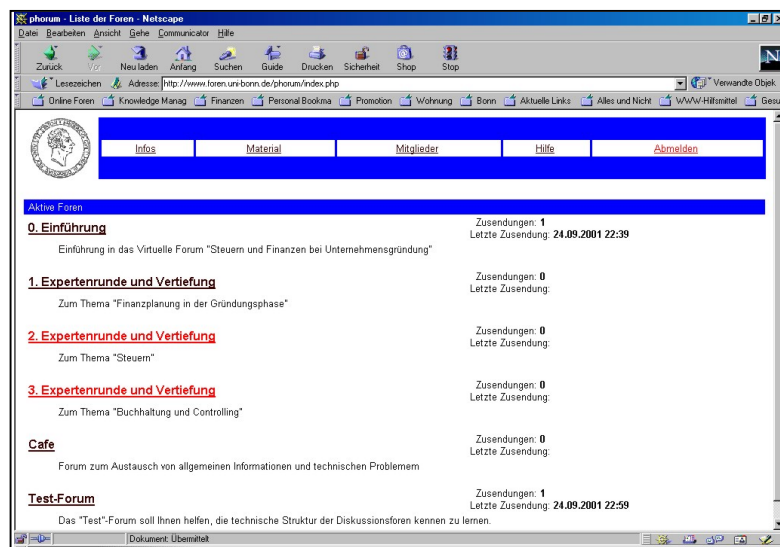 phorum - Liste der Foren - Netscape
Datei Bearbeiten Ansicht Gehe Communicator Hilfe
Zurück Vor Neu laden Anfang Suchen Guide Drucken Sicherheit Shop Stop
Lesezeichen Adresse: http://www.foren.uni-bonn.de/phorum/index.php Verwandte Objek
Online Foren Knowledge Manag Finanzen Personal Bookma Promotion Wohnung Bonn Aktuelle Links Alles und Nicht WWW-Hilfsmittel Gesu
Infos Material Mitglieder Hilfe Abmelden
Aktive Foren
0. Einführung Zusendungen: 1
Letzte Zusendung: 24.09.2001 22:39
Einführung in das Virtuelle Forum "Steuern und Finanzen bei Unternehmensgründung"
1. Expertenrunde und Vertiefung Zusendungen: 0
Letzte Zusendung:
Zum Thema "Finanzplanung in der Gründungsphase"
2. Expertenrunde und Vertiefung Zusendungen: 0
Letzte Zusendung:
Zum Thema "Steuern"
3. Expertenrunde und Vertiefung Zusendungen: 0
Letzte Zusendung:
Zum Thema "Buchhaltung und Controlling"
Cafe Zusendungen: 0
Letzte Zusendung:
Forum zum Austausch von allgemeinen Informationen und technischen Problemem
Test-Forum Zusendungen: 1
Letzte Zusendung: 24.09.2001 22:59
Das "Test"-Forum soll Ihnen helfen, die technische Struktur der Diskussionsforen kennen zu lernen.
Dokument: Übermittelt